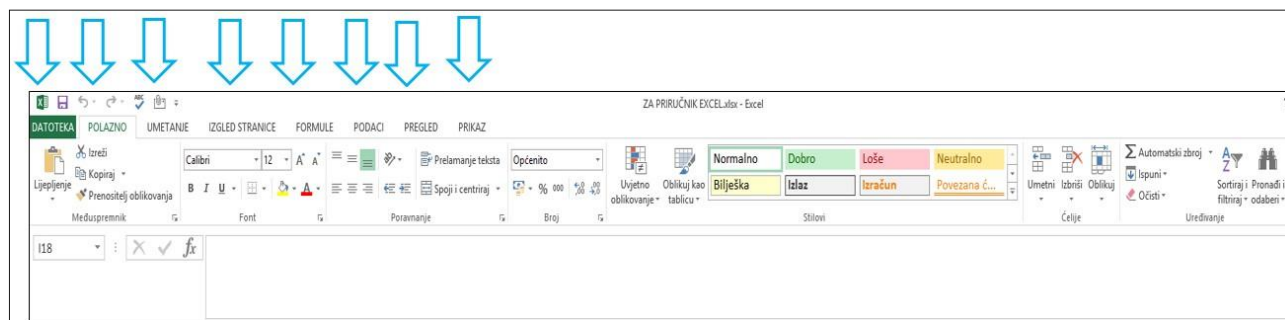 ZA PRIRUČNIK EXCEL.xlsx - Excel
DATOTEKA POLAZNO UMETANJE IZGLED STRANICE FORMULE PODACI PREGLED PRIKAZ
Lijepljenje
Izreži
Kopiraj
Prenositelj oblikovanja
Međuspremnik
Calibri 12 A A
B I U A
Font
Prelamanje teksta
Spoji i centriraj
Poravnanje
Općenito
% 000
Broj
Uvjetno oblikovanje
Oblikuj kao tablicu
Normalno Dobro Loše Neutralno
Bilješka Izlaz Izračun Povezana ć...
Stilovi
Umetni Izbriši Oblikuj
Ćelije
Σ Automatski zbroj
Ispuni
Očisti
Sortiraj i filtriraj
Pronađi i odaberi
Uređivanje
I18 fx